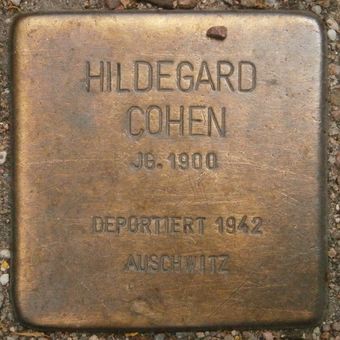 HILDEGARD
COHEN
JG. 1900
DEPORTIERT 1942
AUSCHWITZ